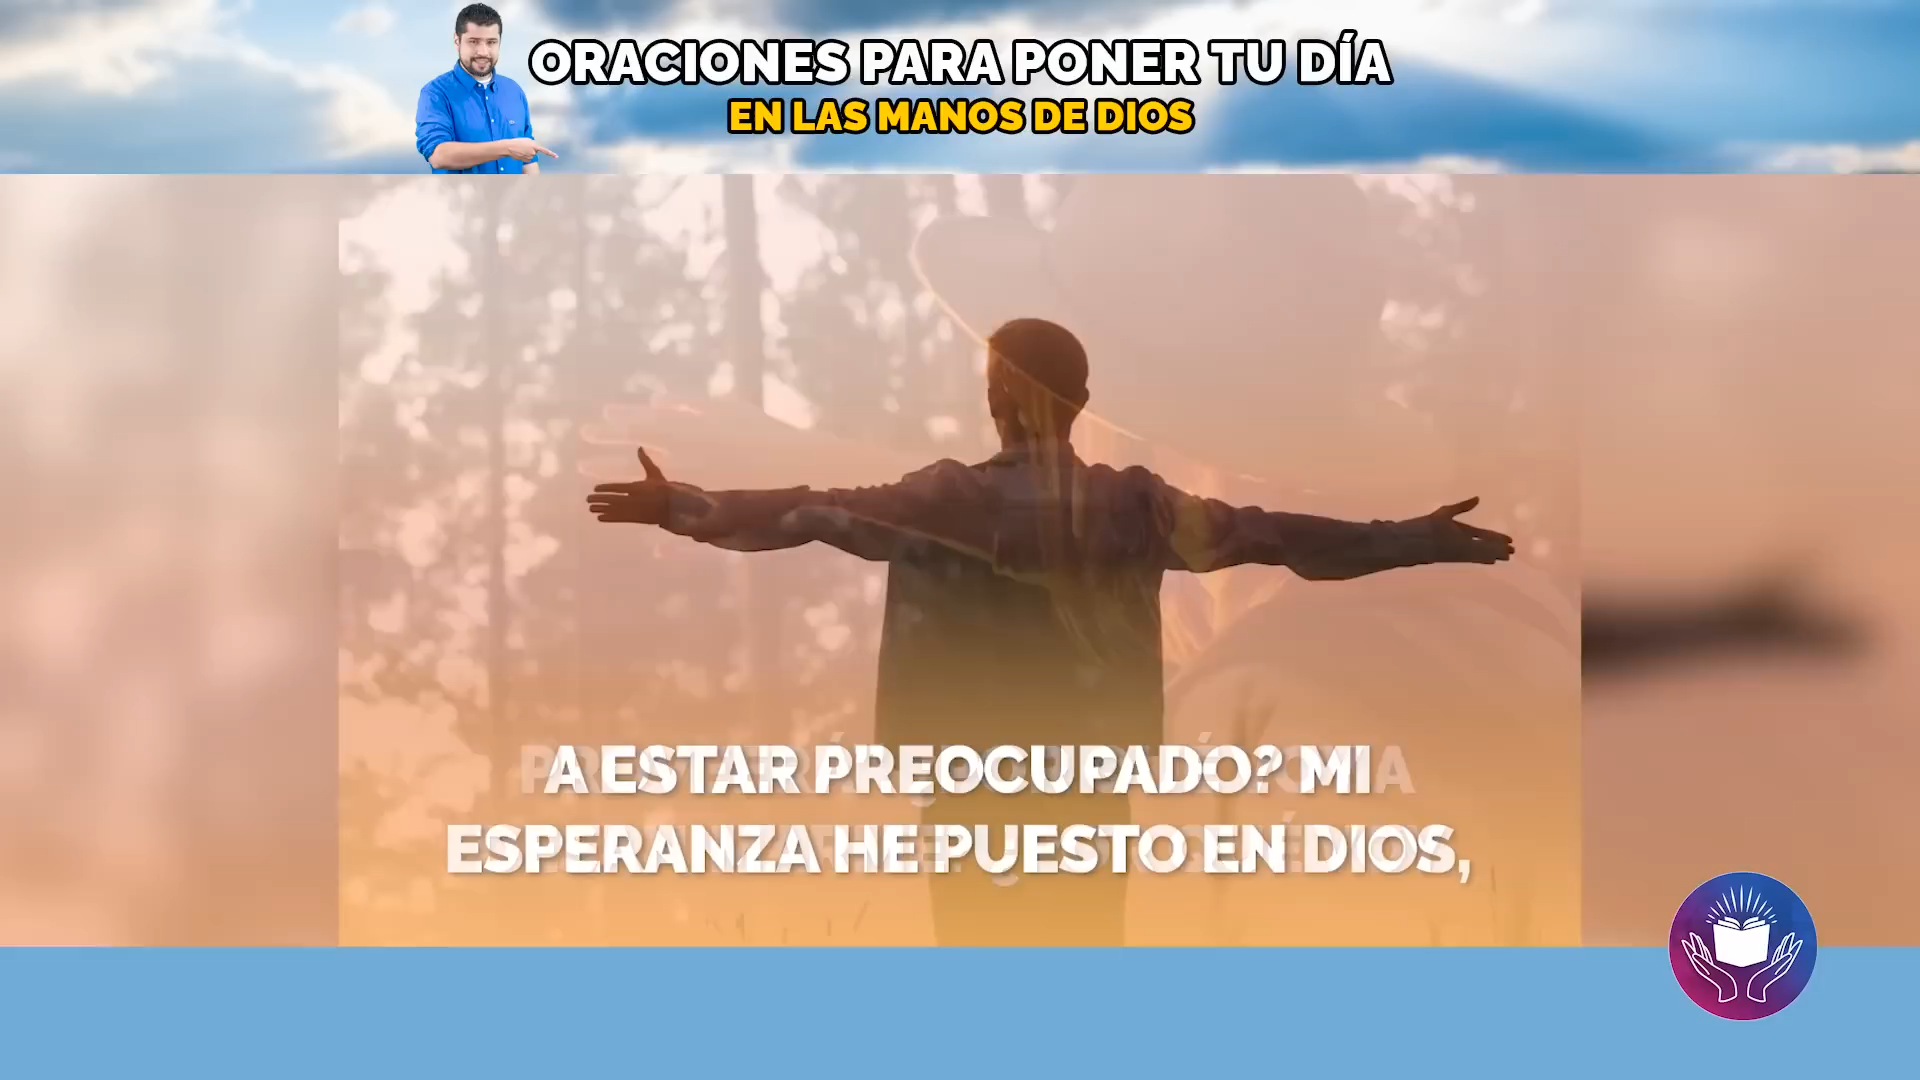 ORACIONES PARA PONER TU DÍA
EN LAS MANOS DE DIOS
A ESTAR PREOCUPADO? MI
ESPERANZA HE PUESTO EN DIOS,